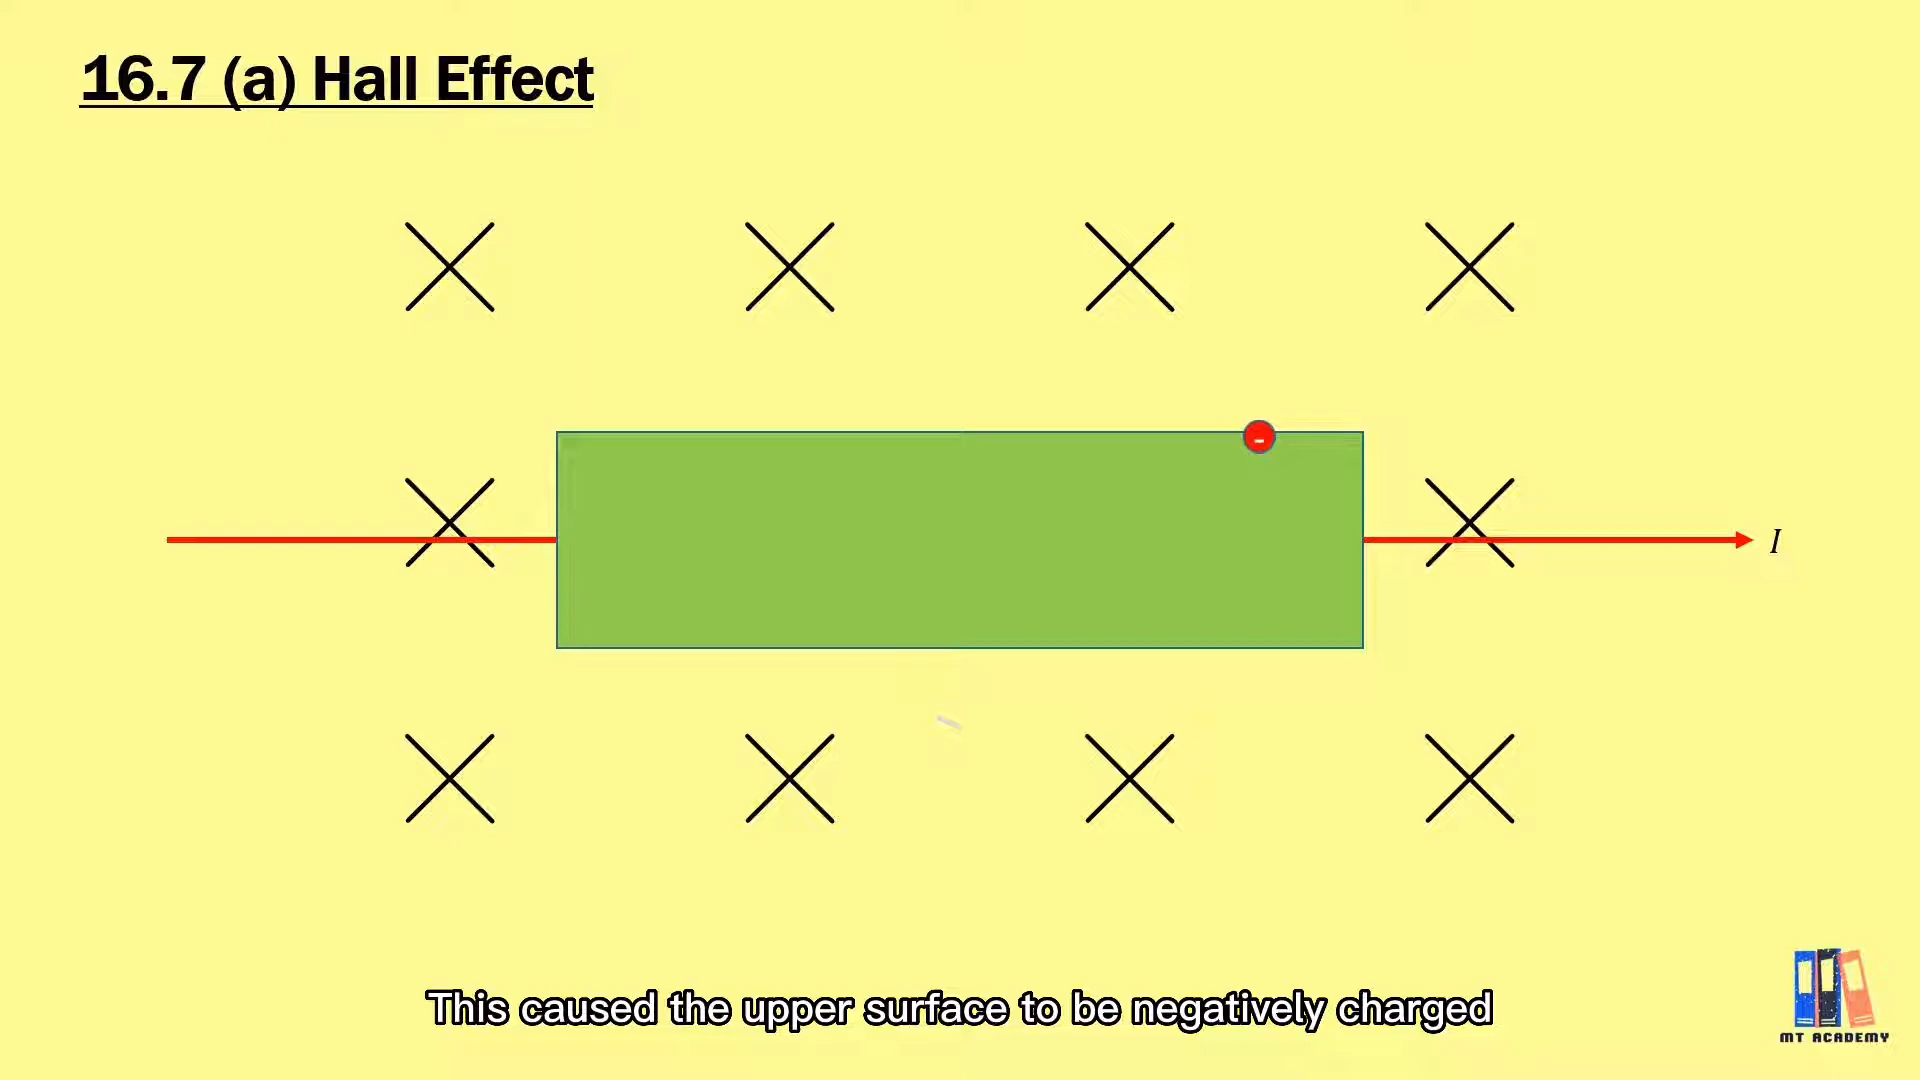 16.7 (a) Hall Effect
-
I
This caused the upper surface to be negatively charged
MT ACADEMY